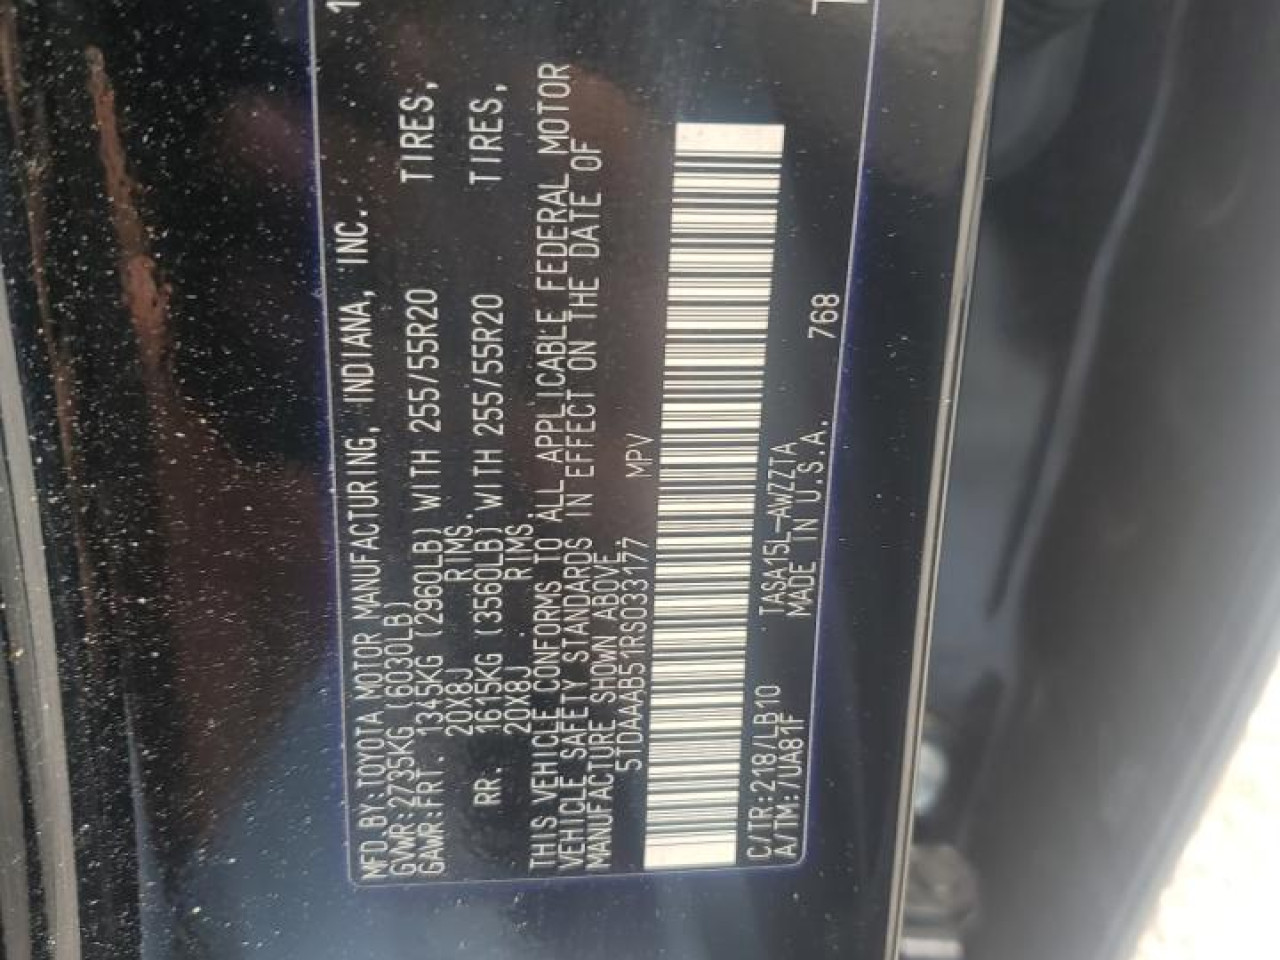 MFD.BY:TOYOTA MOTOR MANUFACTURING, INDIANA, INC.
GVWR:2735KG (6030LB)
GAWR:FRT. 1345KG (2960LB) WITH 255/55R20 TIRES,
20X8J RIMS.
RR. 1615KG (3560LB) WITH 255/55R20 TIRES,
20X8J RIMS.
THIS VEHICLE CONFORMS TO ALL APPLICABLE FEDERAL MOTOR
VEHICLE SAFETY STANDARDS IN EFFECT ON THE DATE OF
MANUFACTURE SHOWN ABOVE.
5TDAAAB51RS033177 MPV
C/TR:218/LB10 TASA15L-AWZZTA
A/TM:/UA81F MADE IN U.S.A. 768